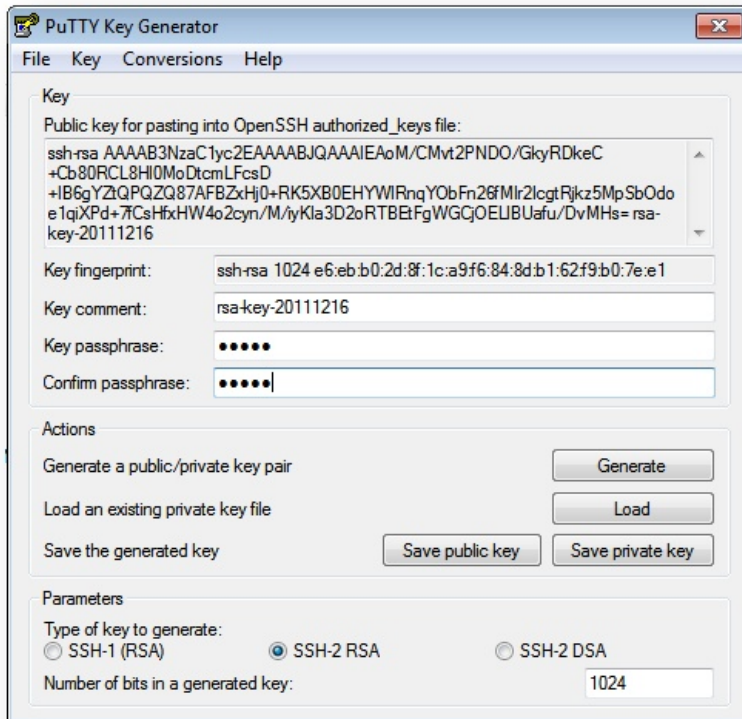 PuTTY Key Generator
File Key Conversions Help
Key
Public key for pasting into OpenSSH authorized_keys file:
ssh-rsa AAAAB3NzaC1yc2EAAAABJQAAAIEAoM/CMvt2PNDO/GkyRDkeC
+Cb80RCL8HI0MoDtcmLFcsD
+IB6gYZtQPQZQ87AFBZxHj0+RK5XB0EHYWIRnqYObFn26fMIr2IcgtRjkz5MpSbOdo
e1qiXPd+7fCsHfxHW4o2cyn/M/iyKIa3D2oRTBEtFgWGCjOELIBUafu/DvMHs= rsa-
key-20111216
Key fingerprint: ssh-rsa 1024 e6:eb:b0:2d:8f:1c:a9:f6:84:8d:b1:62:f9:b0:7e:e1
Key comment: rsa-key-20111216
Key passphrase: •••••
Confirm passphrase: •••••
Actions
Generate a public/private key pair Generate
Load an existing private key file Load
Save the generated key Save public key Save private key
Parameters
Type of key to generate:
SSH-1 (RSA) SSH-2 RSA SSH-2 DSA
Number of bits in a generated key: 1024